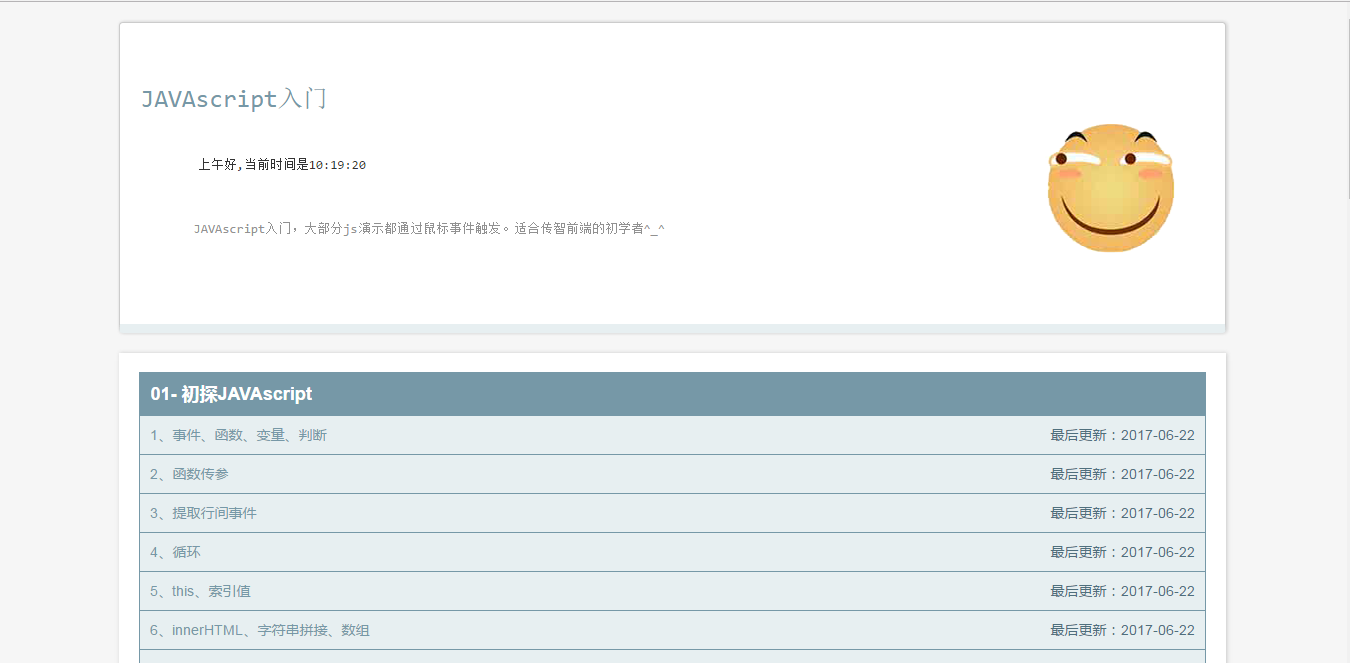 JAVAscript入门
上午好,当前时间是10:19:20
JAVAscript入门，大部分js演示都通过鼠标事件触发。适合传智前端的初学者^_^
01- 初探JAVAscript
1、事件、函数、变量、判断 最后更新：2017-06-22
2、函数传参 最后更新：2017-06-22
3、提取行间事件 最后更新：2017-06-22
4、循环 最后更新：2017-06-22
5、this、索引值 最后更新：2017-06-22
6、innerHTML、字符串拼接、数组 最后更新：2017-06-22